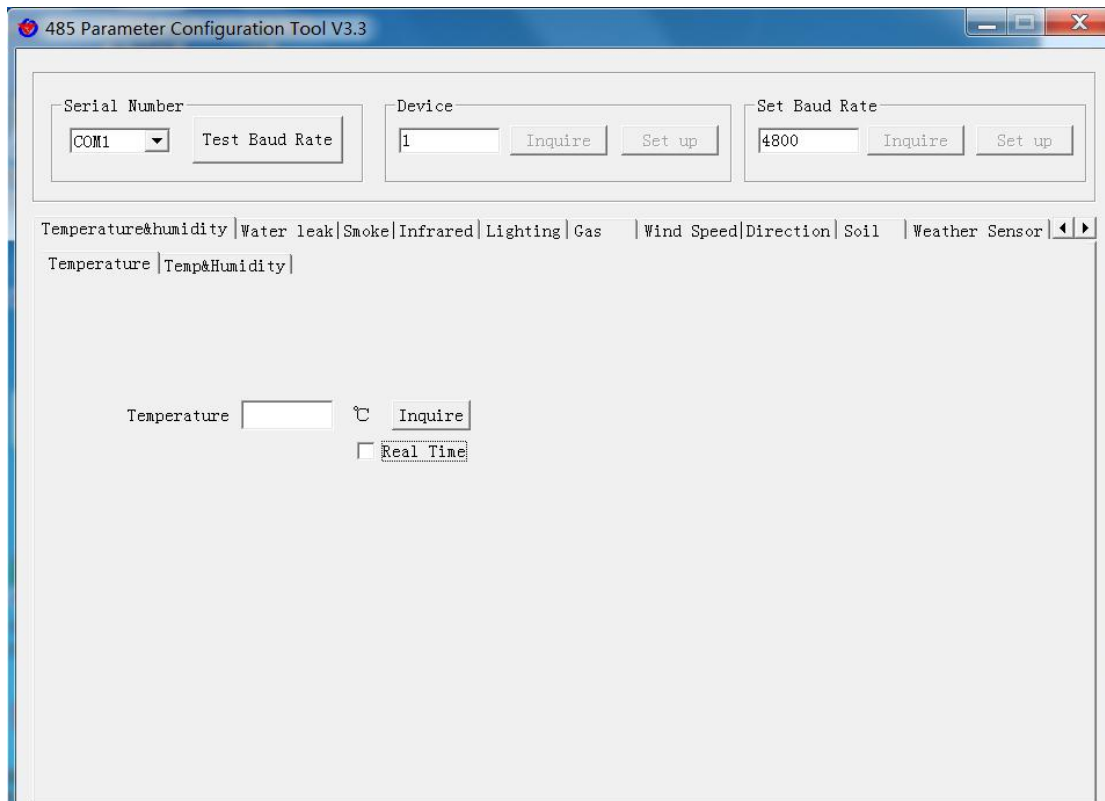 485 Parameter Configuration Tool V3.3
Serial Number Device Set Baud Rate
COM1 Test Baud Rate 1 Inquire Set up 4800 Inquire Set up
Temperature&humidity Water leak Smoke Infrared Lighting Gas Wind Speed Direction Soil Weather Sensor
Temperature Temp&Humidity
Temperature ℃ Inquire
Real Time